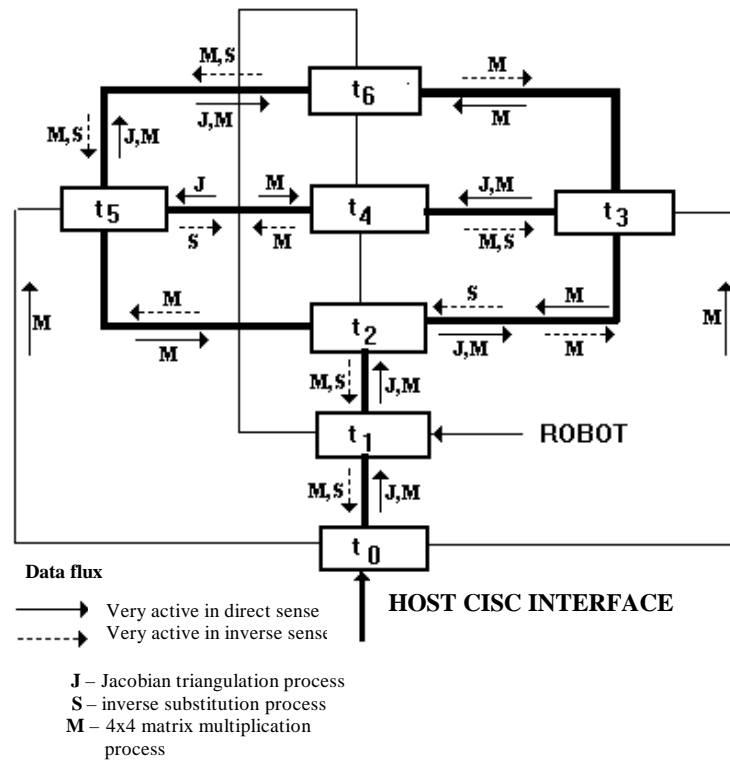 M,S
M
t6
J,M
M
M,S
J,M
J
M
J,M
t5
t4
t3
S
M
M,S
M
S
M
M
M
t2
M
J,M
M
M,S
J,M
t1
ROBOT
M,S
J,M
t0
Data flux
HOST CISC INTERFACE
Very active in direct sense
Very active in inverse sense
J – Jacobian triangulation process
S – inverse substitution process
M – 4x4 matrix multiplication
process